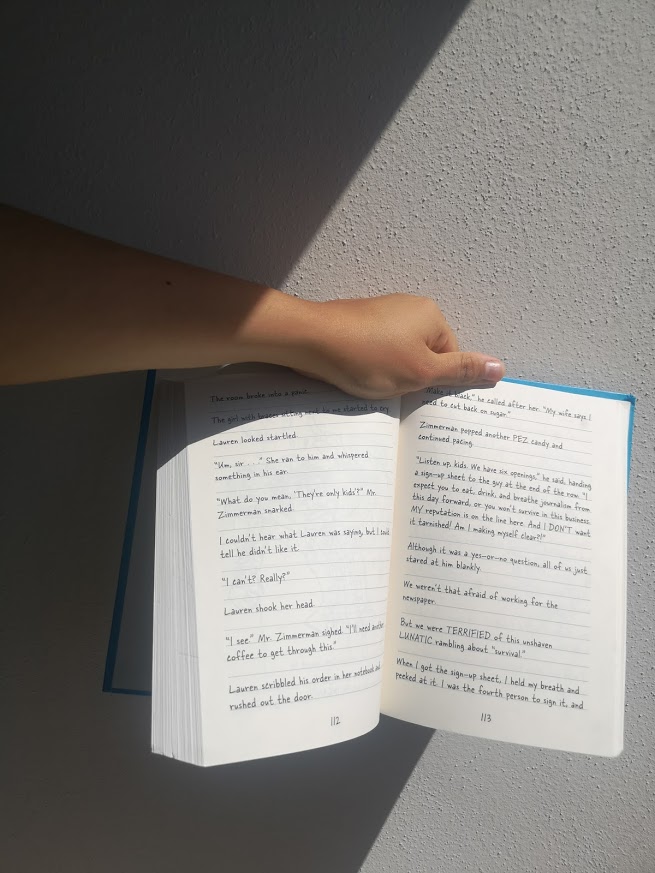 The room broke into a panic.
The girl with braces sitting next to me started to cry.
Lauren looked startled.
"Um, sir . . ." She ran to him and whispered
something in his ear.
"What do you mean, 'They're only kids'?" Mr.
Zimmerman snarked.
I couldn't hear what Lauren was saying, but I could
tell he didn't like it.
"I can't? Really?"
Lauren shook her head.
"I see." Mr. Zimmerman sighed. "I'll need another
coffee to get through this."
Lauren scribbled his order in her notebook and
rushed out the door.
112
"Make it black," he called after her. "My wife says I
need to cut back on sugar."
Zimmerman popped another PEZ candy and
continued pacing.
"Listen up, kids. We have six openings," he said, handing
a sign-up sheet to the guy at the end of the row. "I
expect you to eat, drink, and breathe journalism from
this day forward, or you won't survive in this business.
MY reputation is on the line here. And I DON'T want
it tarnished! Am I making myself clear?!"
Although it was a yes-or-no question, all of us just
stared at him blankly.
We weren't that afraid of working for the
newspaper.
But we were TERRIFIED of this unshaven
LUNATIC rambling about "survival."
When I got the sign-up sheet, I held my breath and
peeked at it. I was the fourth person to sign it, and
113